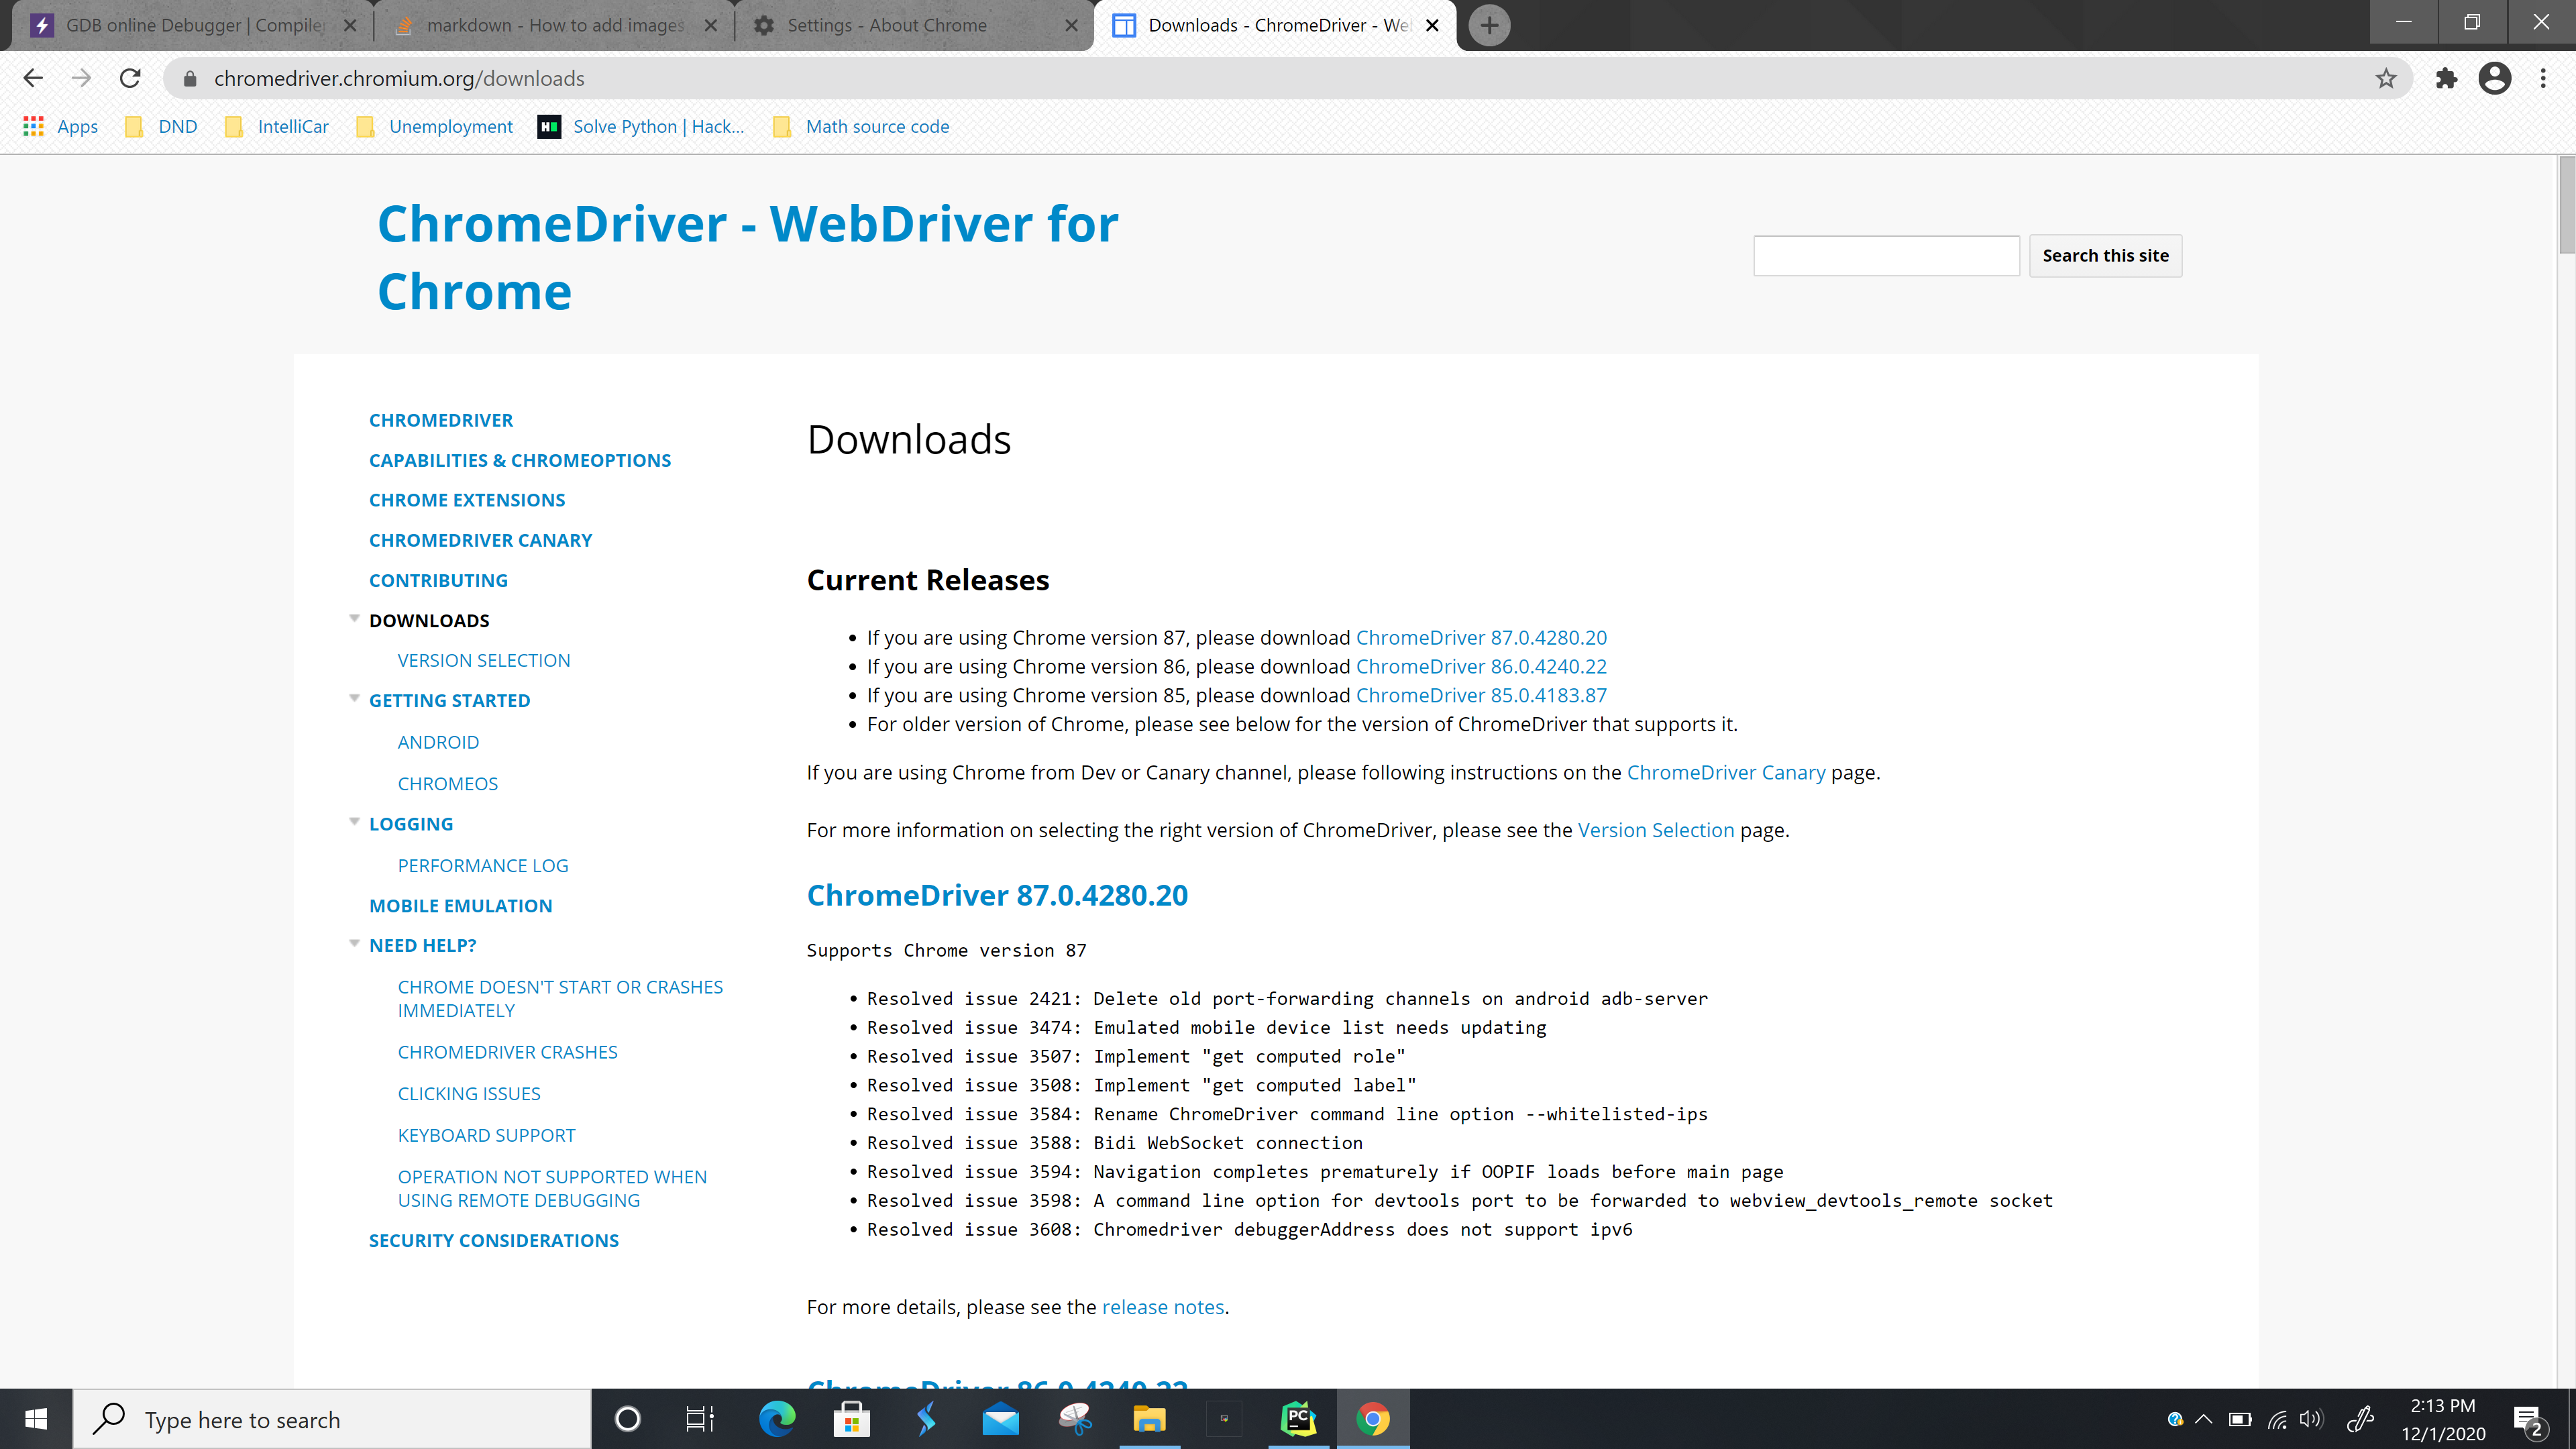 GDB online Debugger | Compiler
markdown - How to add images
Settings - About Chrome
Downloads - ChromeDriver - We
chromedriver.chromium.org/downloads
Apps
DND
IntelliCar
Unemployment
Solve Python | Hack...
Math source code
ChromeDriver - WebDriver for
Chrome
Search this site
CHROMEDRIVER
CAPABILITIES & CHROMEOPTIONS
CHROME EXTENSIONS
CHROMEDRIVER CANARY
CONTRIBUTING
DOWNLOADS
VERSION SELECTION
GETTING STARTED
ANDROID
CHROMEOS
LOGGING
PERFORMANCE LOG
MOBILE EMULATION
NEED HELP?
CHROME DOESN'T START OR CRASHES
IMMEDIATELY
CHROMEDRIVER CRASHES
CLICKING ISSUES
KEYBOARD SUPPORT
OPERATION NOT SUPPORTED WHEN
USING REMOTE DEBUGGING
SECURITY CONSIDERATIONS
Downloads
Current Releases
If you are using Chrome version 87, please download ChromeDriver 87.0.4280.20
If you are using Chrome version 86, please download ChromeDriver 86.0.4240.22
If you are using Chrome version 85, please download ChromeDriver 85.0.4183.87
For older version of Chrome, please see below for the version of ChromeDriver that supports it.
If you are using Chrome from Dev or Canary channel, please following instructions on the ChromeDriver Canary page.
For more information on selecting the right version of ChromeDriver, please see the Version Selection page.
ChromeDriver 87.0.4280.20
Supports Chrome version 87
Resolved issue 2421: Delete old port-forwarding channels on android adb-server
Resolved issue 3474: Emulated mobile device list needs updating
Resolved issue 3507: Implement "get computed role"
Resolved issue 3508: Implement "get computed label"
Resolved issue 3584: Rename ChromeDriver command line option --whitelisted-ips
Resolved issue 3588: Bidi WebSocket connection
Resolved issue 3594: Navigation completes prematurely if OOPIF loads before main page
Resolved issue 3598: A command line option for devtools port to be forwarded to webview_devtools_remote socket
Resolved issue 3608: Chromedriver debuggerAddress does not support ipv6
For more details, please see the release notes.
ChromeDriver 86.0.4240.22
Type here to search
PC
2:13 PM
12/1/2020
2